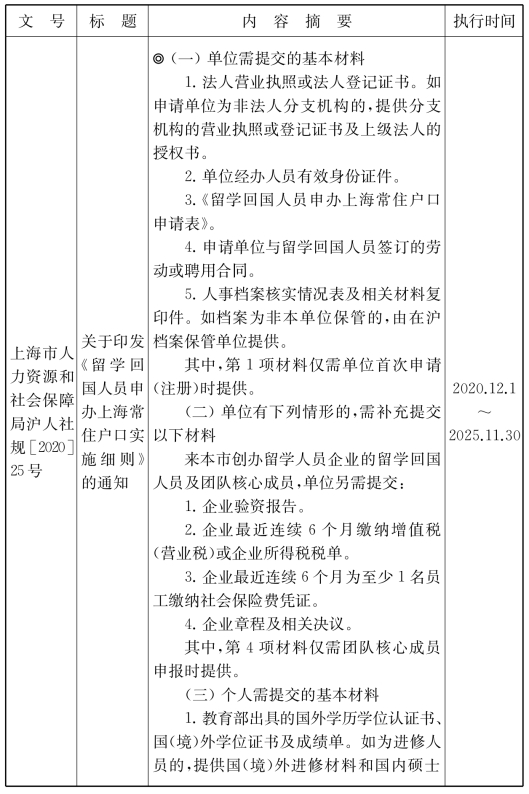 文　号
标　题
内　容　摘　要
执行时间
上海市人
力资源和
社会保障
局沪人社
规〔2020〕
25号
关于印发
《留学回
国人员申
办上海常
住户口实
施细则》
的通知
◎（一）单位需提交的基本材料
1. 法人营业执照或法人登记证书。如
申请单位为非法人分支机构的,提供分支
机构的营业执照或登记证书及上级法人的
授权书。
2. 单位经办人员有效身份证件。
3.《留学回国人员申办上海常住户口
申请表》。
4. 申请单位与留学回国人员签订的劳
动或聘用合同。
5. 人事档案核实情况表及相关材料复
印件。如档案为非本单位保管的,由在沪
档案保管单位提供。
其中,第 1 项材料仅需单位首次申请
(注册)时提供。
（二）单位有下列情形的,需补充提交
以下材料
来本市创办留学人员企业的留学回国
人员及团队核心成员,单位另需提交:
1. 企业验资报告。
2. 企业最近连续 6 个月缴纳增值税
(营业税)或企业所得税税单。
3. 企业最近连续 6 个月为至少 1 名员
工缴纳社会保险费凭证。
4. 企业章程及相关决议。
其中,第 4 项材料仅需团队核心成员
申报时提供。
（三）个人需提交的基本材料
1. 教育部出具的国外学历学位认证书、
国(境)外学位证书及成绩单。如为进修人
员的,提供国(境)外进修材料和国内硕士
2020.12.1
～
2025.11.30